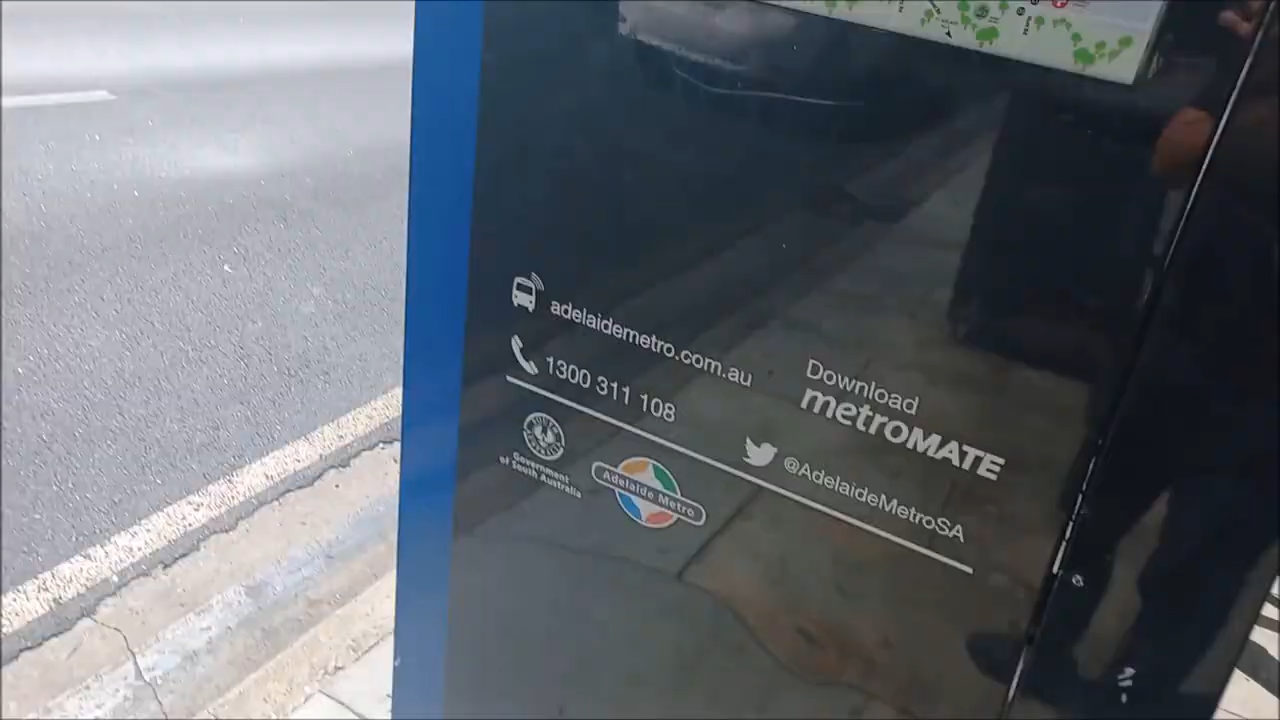 adelaidemetro.com.au
1300 311 108
Download
metroMATE
@AdelaideMetroSA
Government
of South Australia
Adelaide Metro